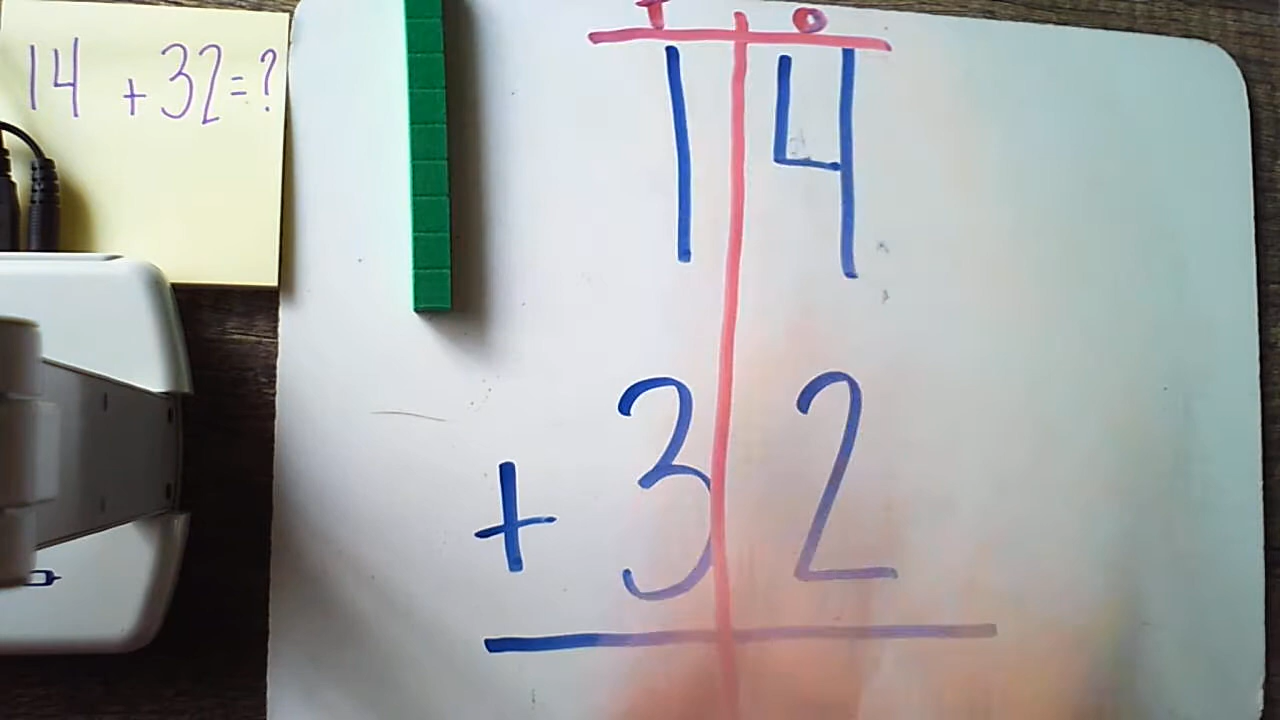 14 + 32 = ?
T O
14
+ 32